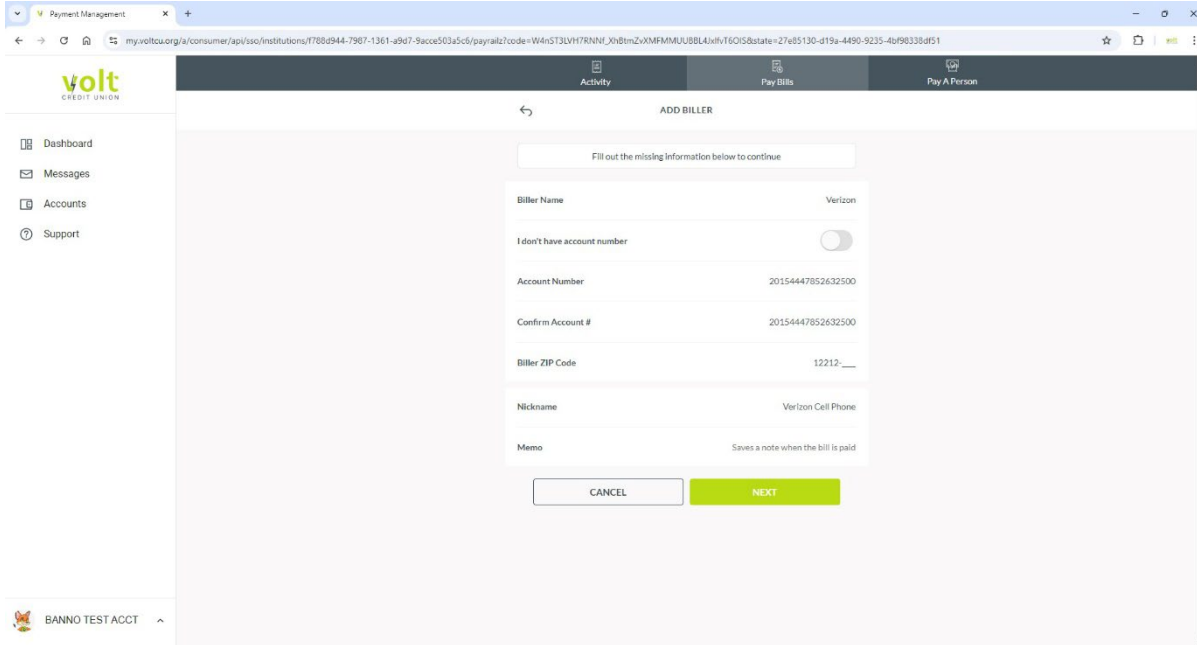 Payment Management
my.voltcu.org/a/consumer/api/sso/institutions/f788d944-7987-1361-a9d7-9acce503a5c6/payrailz?code=W4nST3LVH7RNNf_XhBtmZvXMFMMUU8BL4JxlfvT6OIS&state=27e85130-d19a-4490-9235-4bf98338df51
volt
CREDIT UNION
Activity
Pay Bills
Pay A Person
ADD BILLER
Dashboard
Messages
Accounts
Support
Fill out the missing information below to continue
Biller Name Verizon
I don't have account number
Account Number 20154447852632500
Confirm Account # 20154447852632500
Biller ZIP Code 12212-___
Nickname Verizon Cell Phone
Memo Saves a note when the bill is paid
CANCEL NEXT
BANNO TEST ACCT